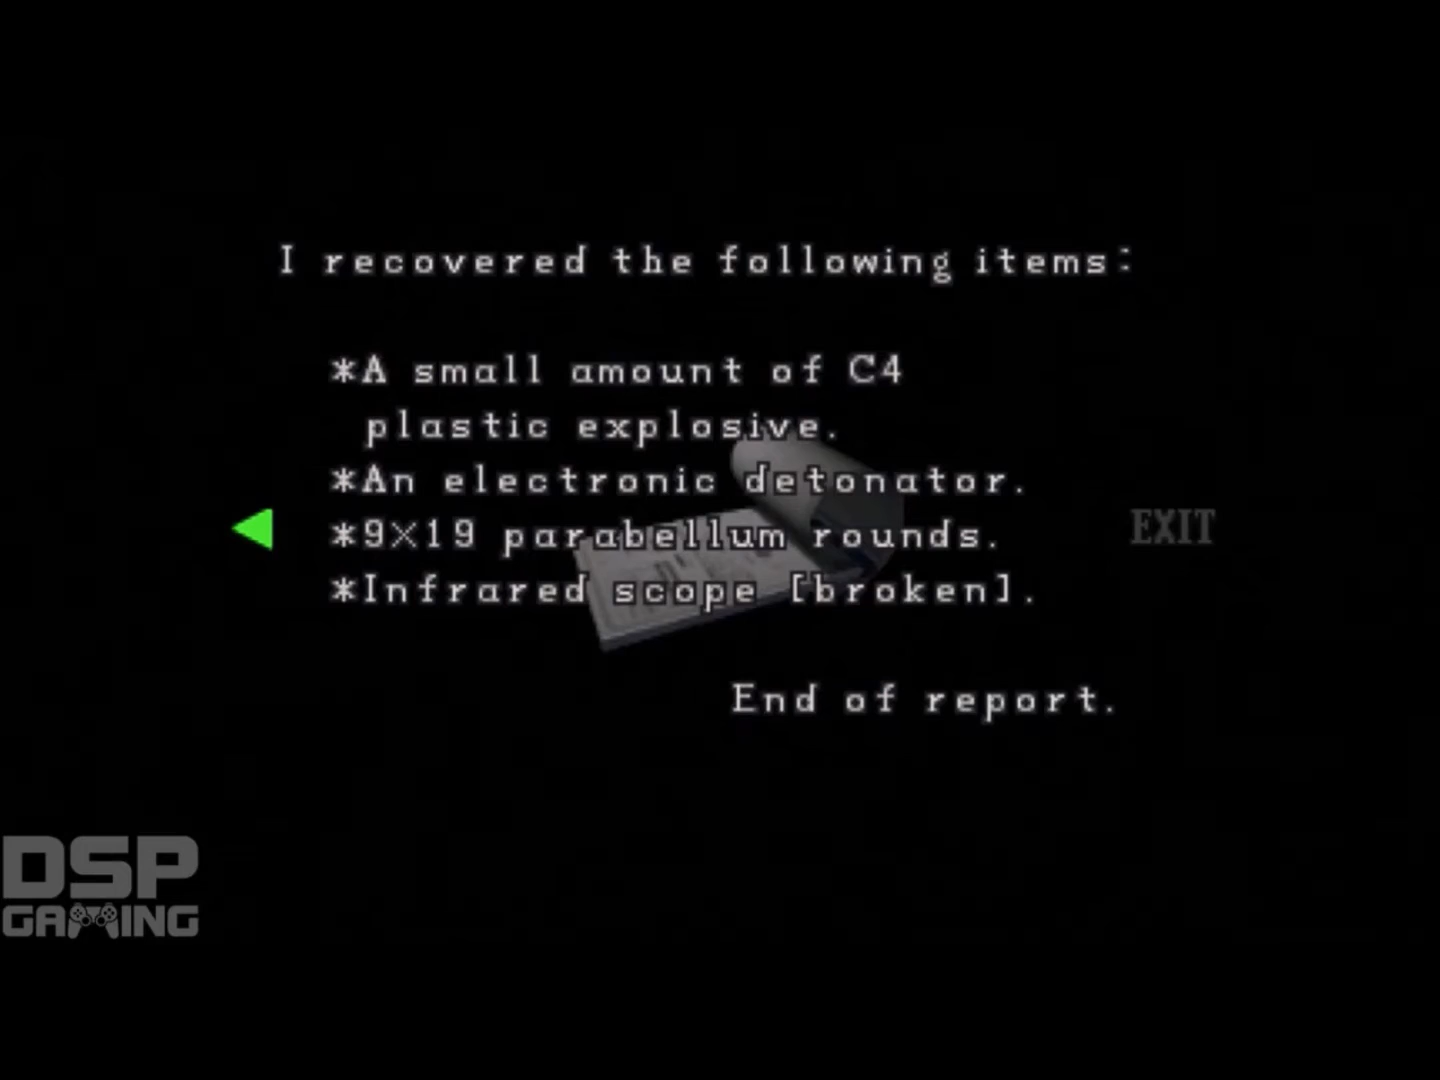 I recovered the following items:
*A small amount of C4
plastic explosive.
*An electronic detonator.
*9×19 parabellum rounds.
EXIT
*Infrared scope [broken].
End of report.
DSP
GAMING